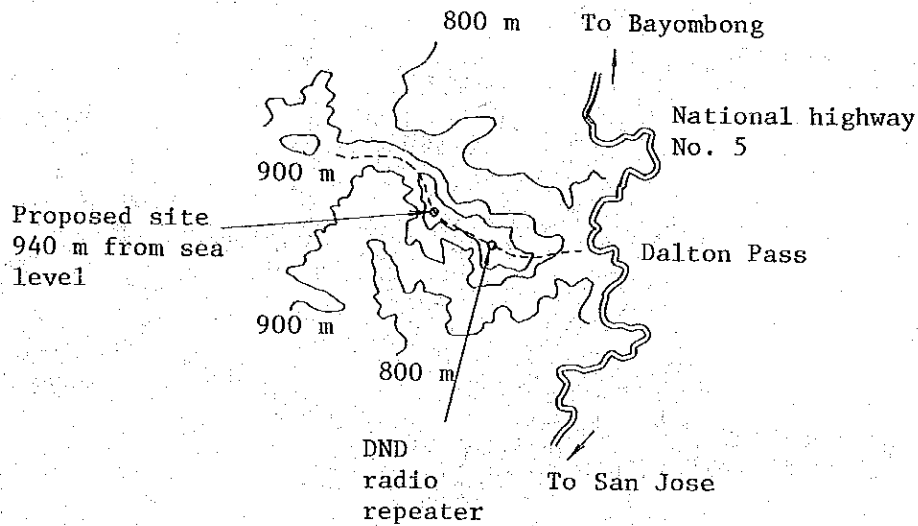 800 m
To Bayombong
National highway
No. 5
900 m
Proposed site
940 m from sea
level
Dalton Pass
900 m
800 m
DND
radio
repeater
To San Jose